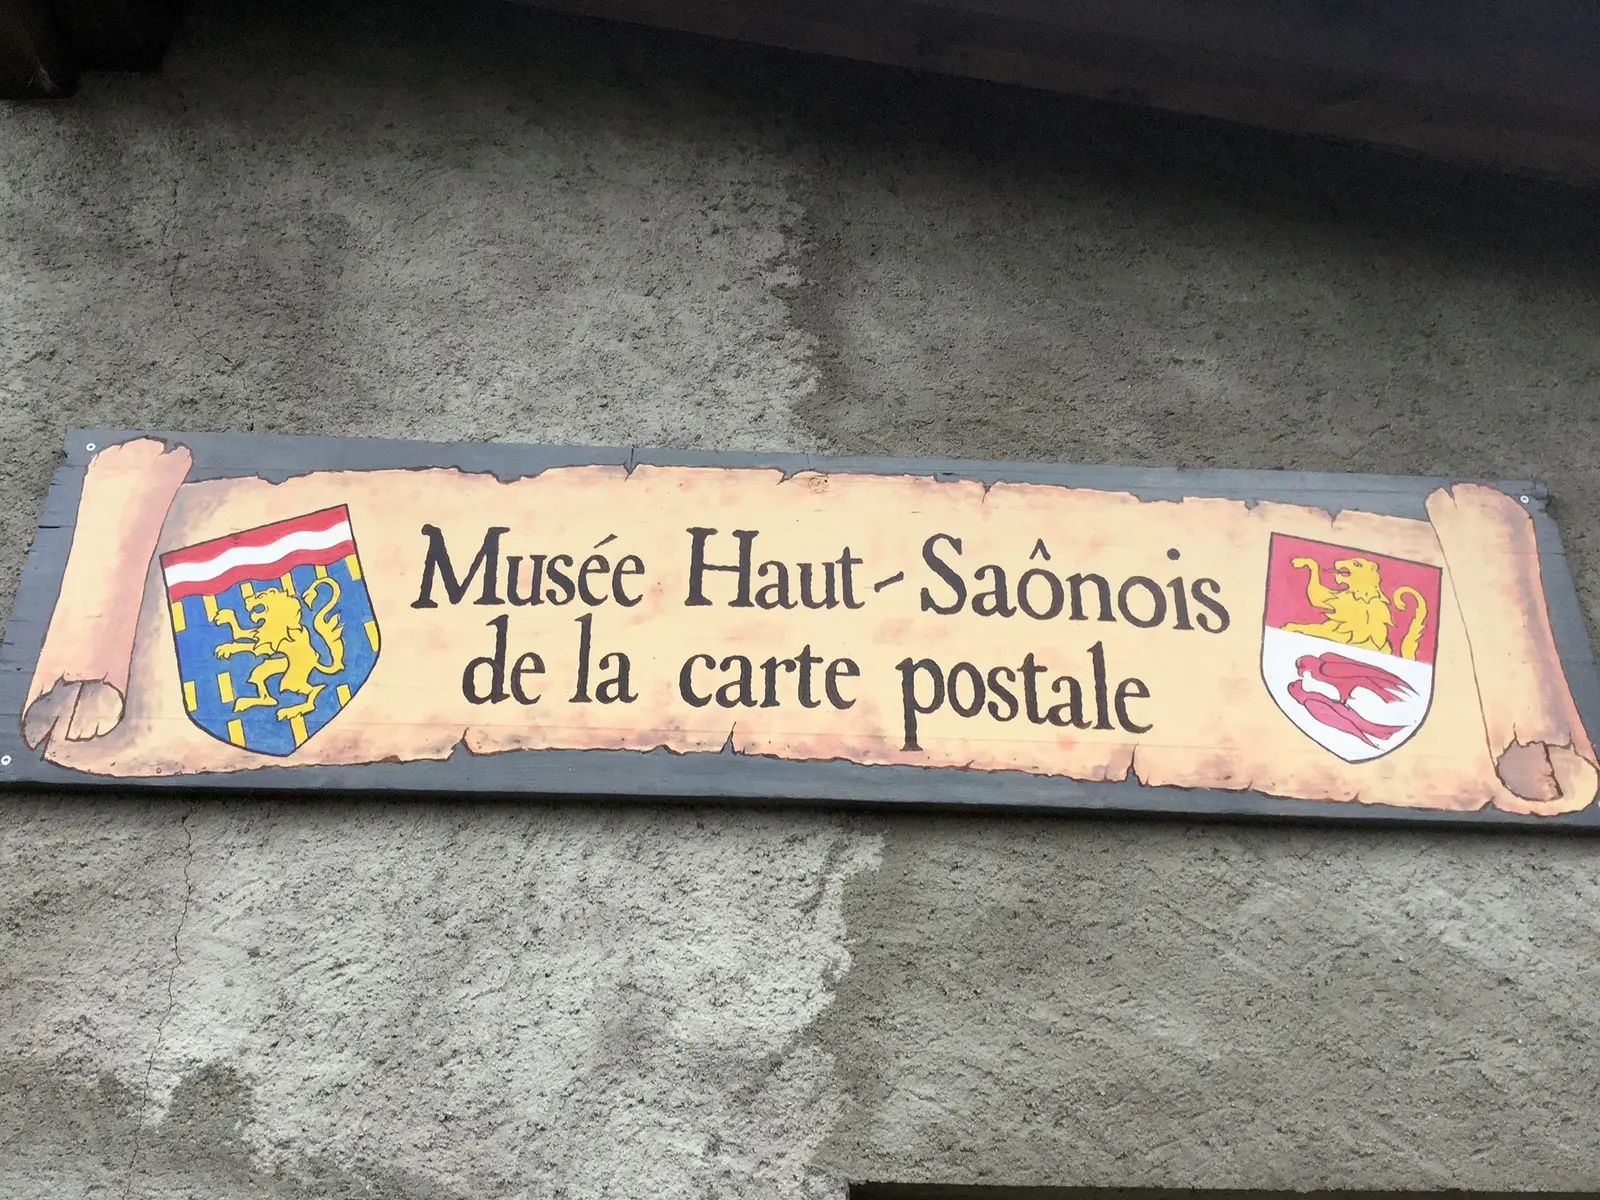 Musée Haut-Saônois
de la carte postale